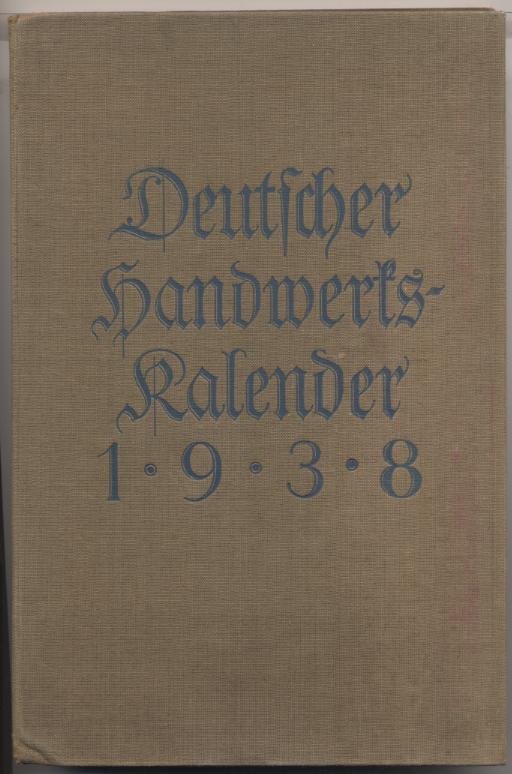 Deutſcher
Handwerks-
Kalender
1·9·3·8